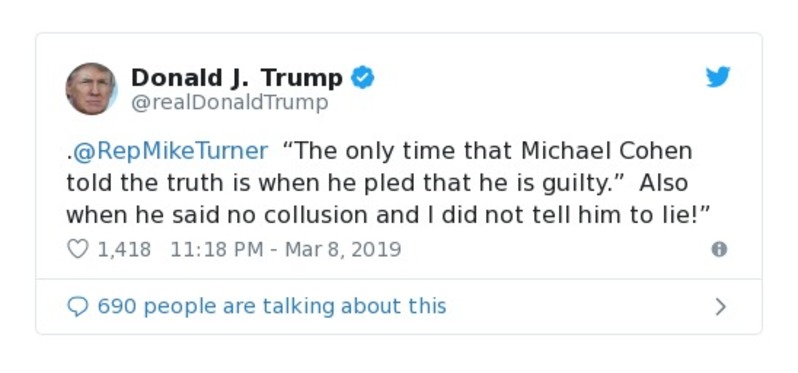 Donald J. Trump
@realDonaldTrump
.@RepMikeTurner “The only time that Michael Cohen
told the truth is when he pled that he is guilty.” Also
when he said no collusion and I did not tell him to lie!”
1,418 11:18 PM - Mar 8, 2019
690 people are talking about this